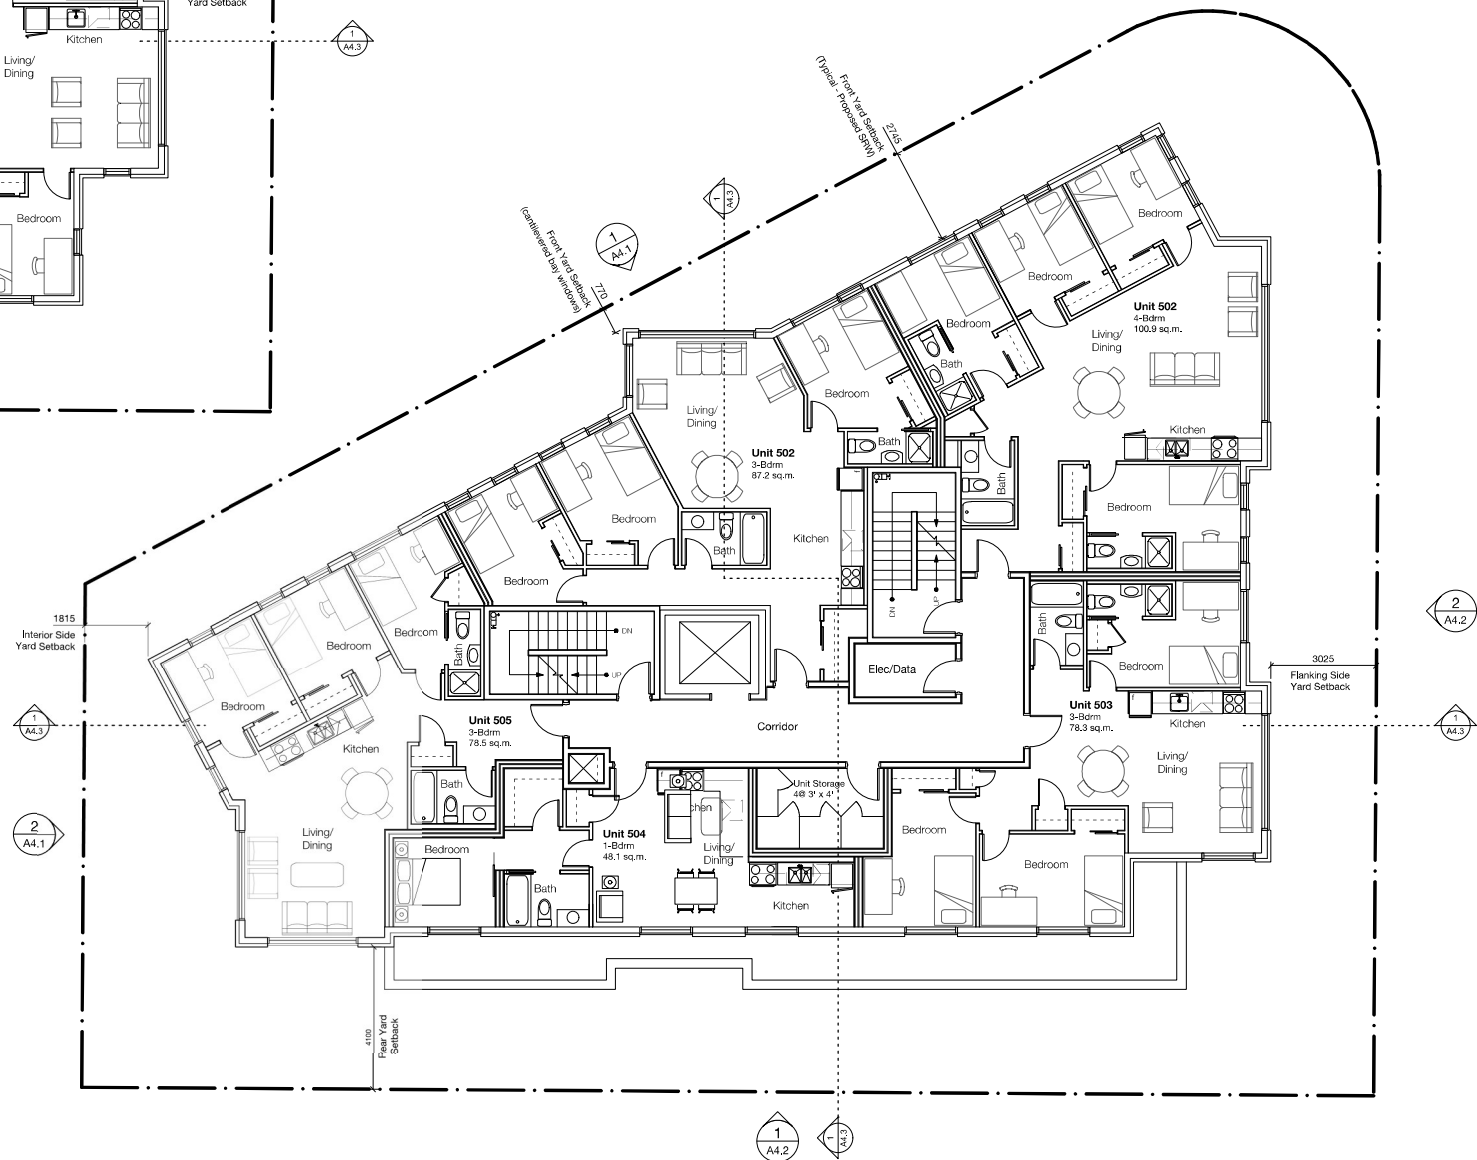 Yard Setback
Kitchen
Living/
Dining
Bedroom
1
A4.3
Front Yard Setback
(Typical - Proposed SRW)
2745
Front Yard Setback
(cantilevered bay windows)
770
1
A4.1
1
A4.3
Bedroom
Bedroom
Bedroom
Bath
Unit 502
4-Bdrm
100.9 sq.m.
Living/
Dining
Kitchen
Bath
Bedroom
Bedroom
Bath
Living/
Dining
Unit 502
3-Bdrm
87.2 sq.m.
Kitchen
Bath
Bedroom
Bedroom
DN
UP
DN
UP
Elec/Data
Corridor
1815
Interior Side
Yard Setback
Bedroom
Bedroom
Bedroom
Bath
Unit 505
3-Bdrm
78.5 sq.m.
Kitchen
Bath
Living/
Dining
1
A4.3
2
A4.1
Bedroom
Bath
Unit 504
1-Bdrm
48.1 sq.m.
chen
Living/
Dining
Kitchen
Unit Storage
4@ 3' x 4'
Bath
Bedroom
Unit 503
3-Bdrm
78.3 sq.m.
Kitchen
Living/
Dining
Bedroom
Bedroom
2
A4.2
3025
Flanking Side
Yard Setback
1
A4.3
4100
Rear Yard
Setback
1
A4.2
1
A4.3